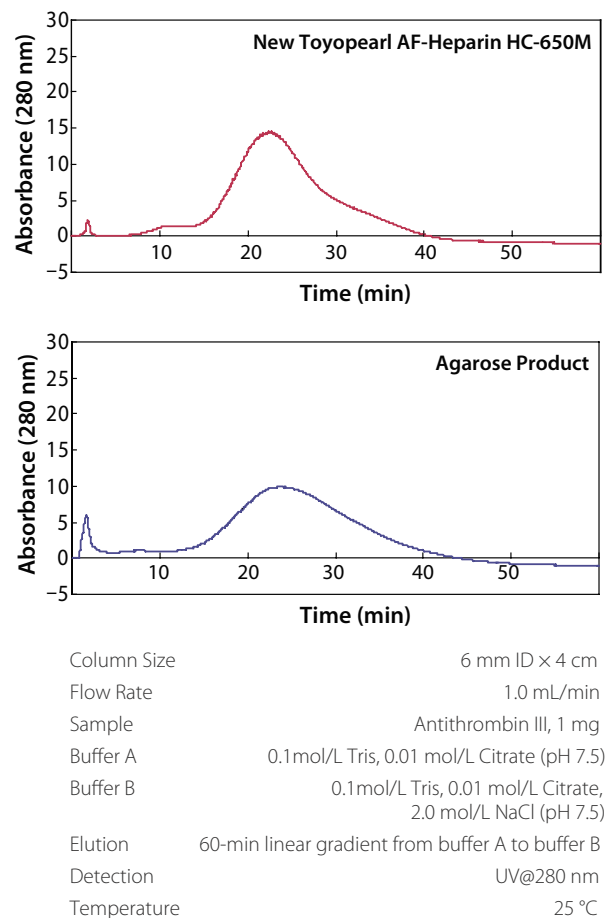 New Toyopearl AF-Heparin HC-650M
Absorbance (280 nm)
30
25
20
15
10
5
0
−5
10 20 30 40 50
Time (min)
Agarose Product
Absorbance (280 nm)
30
25
20
15
10
5
0
−5
10 20 30 40 50
Time (min)
Column Size 6 mm ID × 4 cm
Flow Rate 1.0 mL/min
Sample Antithrombin III, 1 mg
Buffer A 0.1mol/L Tris, 0.01 mol/L Citrate (pH 7.5)
Buffer B 0.1mol/L Tris, 0.01 mol/L Citrate,
2.0 mol/L NaCl (pH 7.5)
Elution 60-min linear gradient from buffer A to buffer B
Detection UV@280 nm
Temperature 25 °C